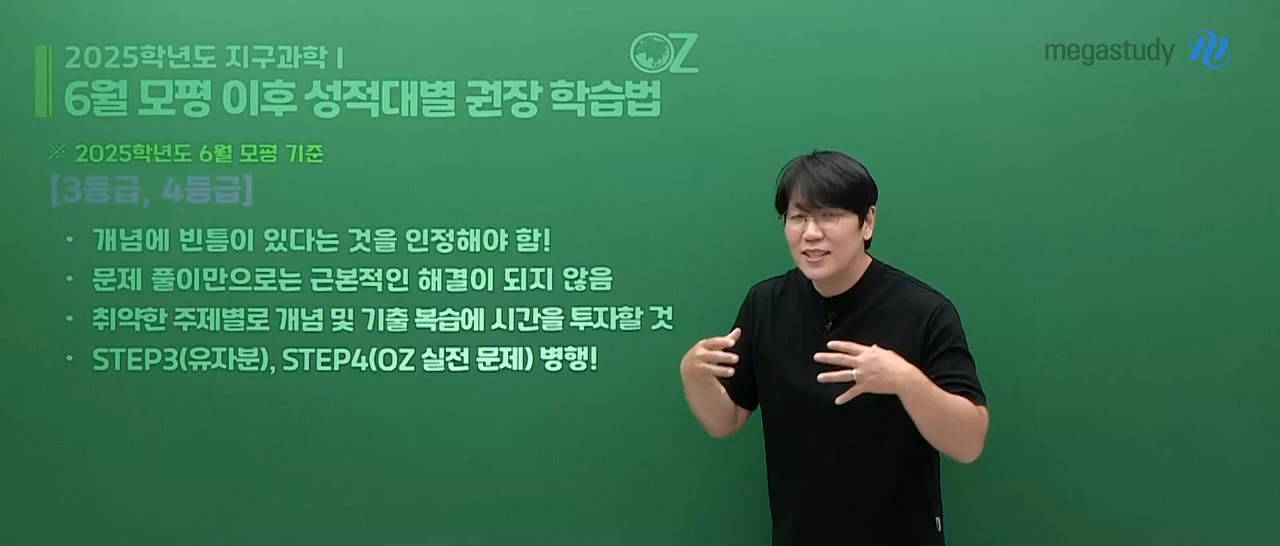 2025학년도 지구과학 I
OZ
megastudy
6월 모평 이후 성적대별 권장 학습법
※ 2025학년도 6월 모평 기준
[3등급, 4등급]
• 개념에 빈틈이 있다는 것을 인정해야 함!
• 문제 풀이만으로는 근본적인 해결이 되지 않음
• 취약한 주제별로 개념 및 기출 복습에 시간을 투자할 것
• STEP3(유자분), STEP4(OZ 실전 문제) 병행!